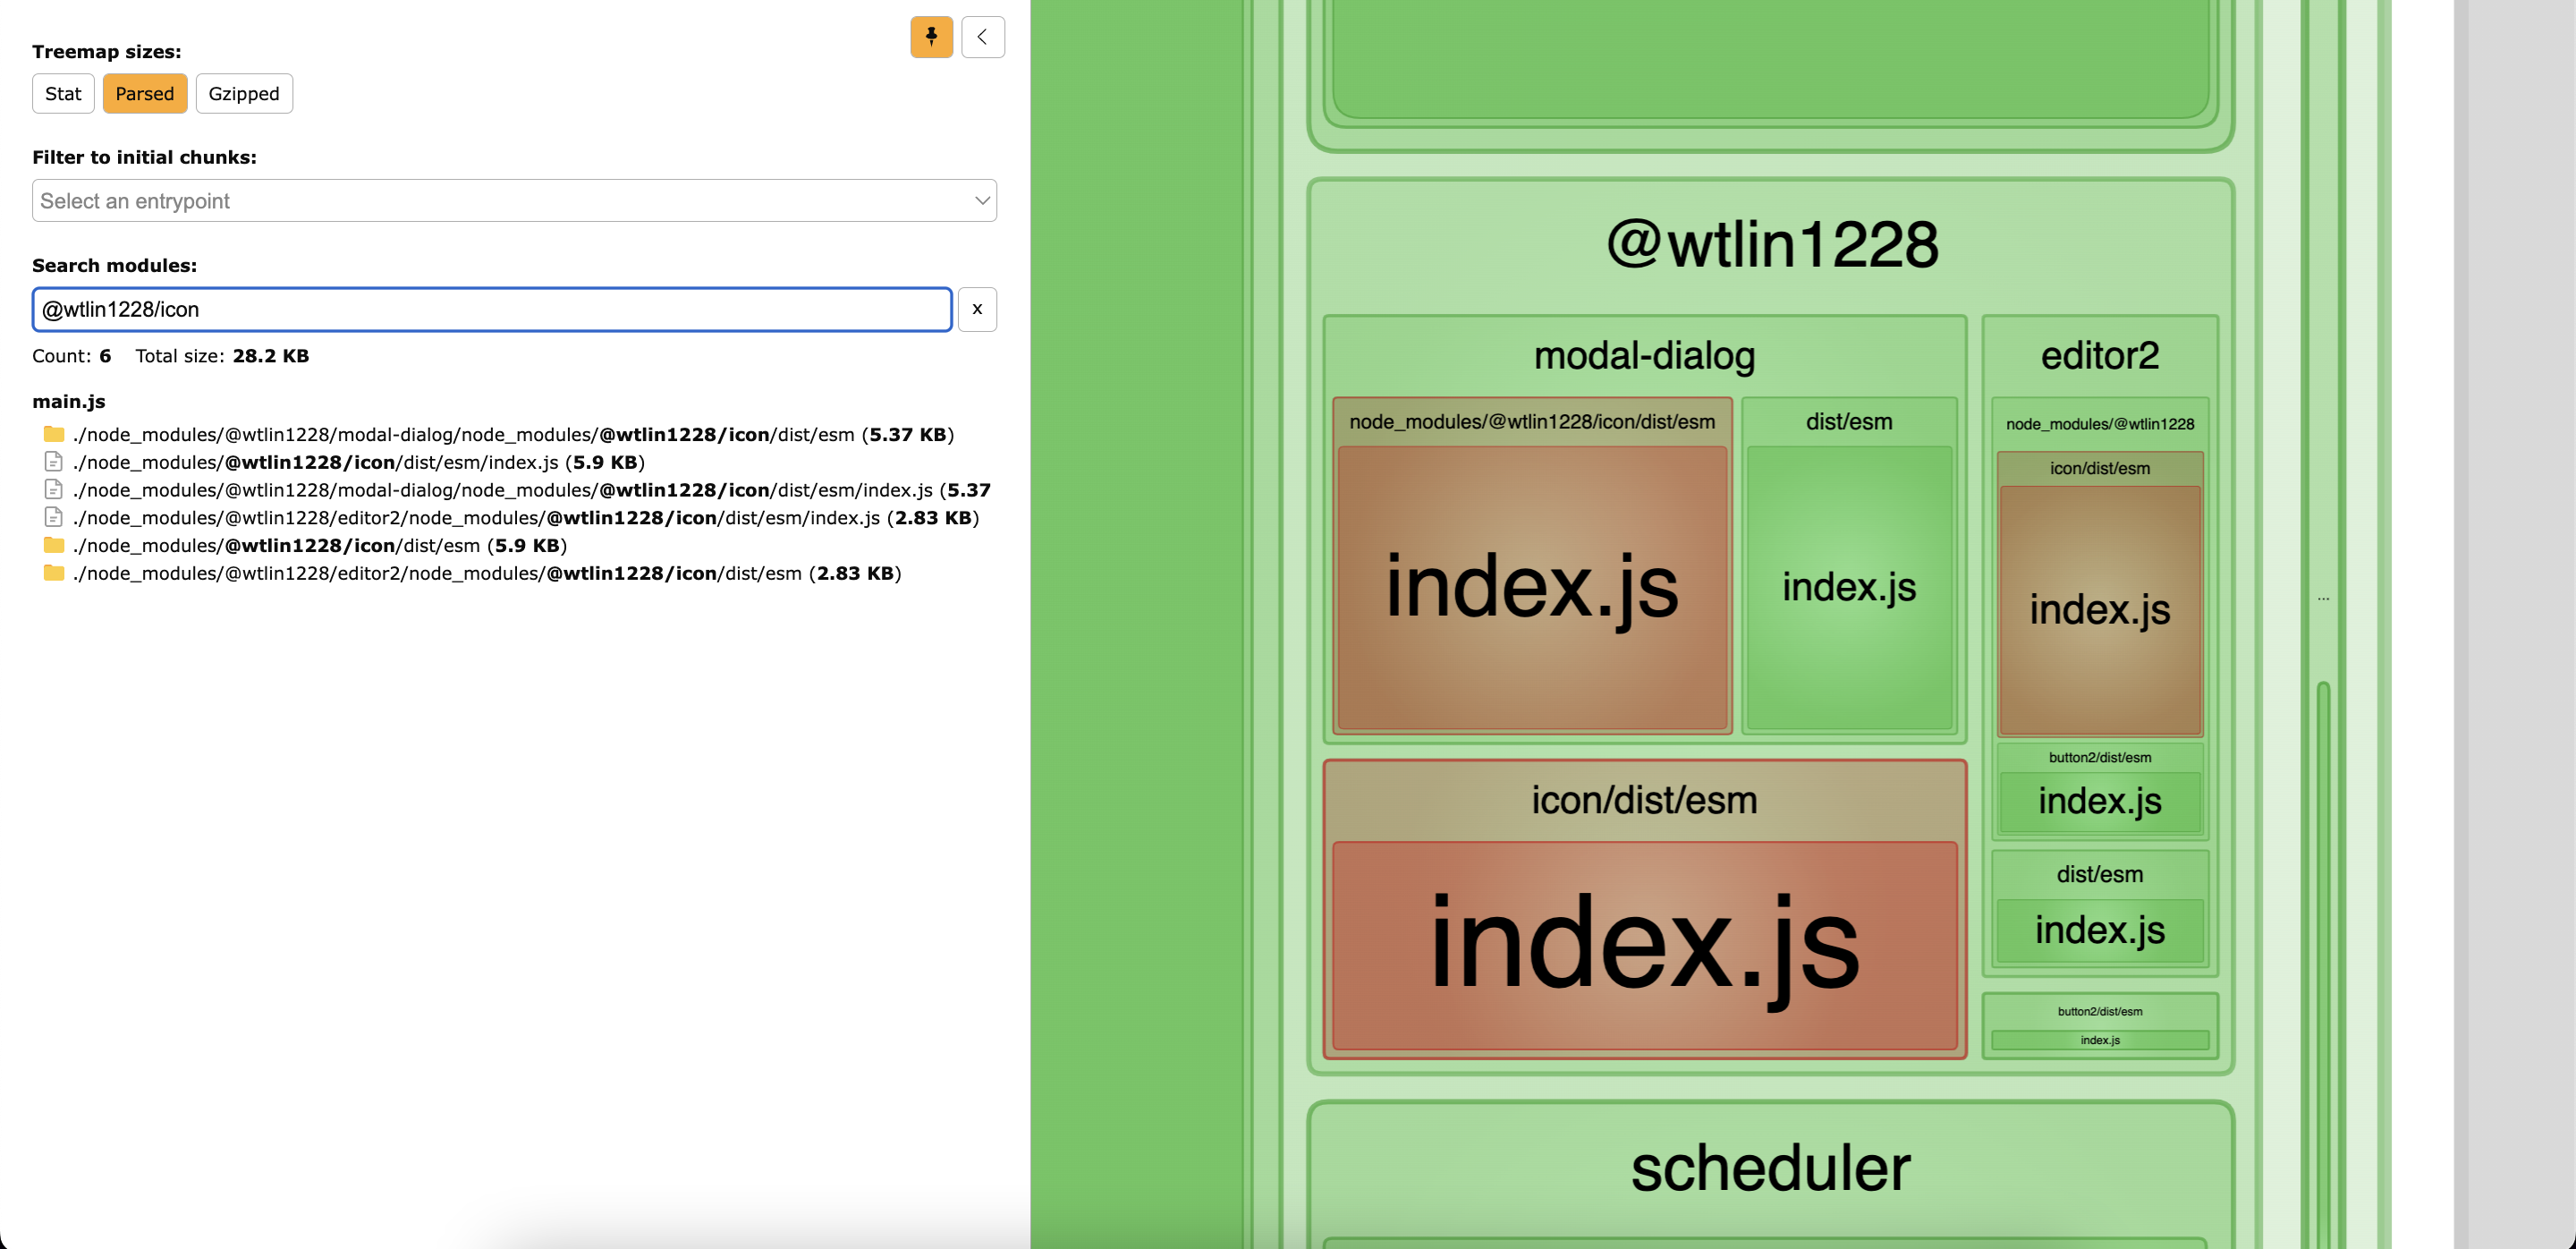 Treemap sizes:
Stat
Parsed
Gzipped
Filter to initial chunks:
Select an entrypoint
Search modules:
@wtlin1228/icon
x
Count: 6 Total size: 28.2 KB
main.js
./node_modules/@wtlin1228/modal-dialog/node_modules/@wtlin1228/icon/dist/esm (5.37 KB)
./node_modules/@wtlin1228/icon/dist/esm/index.js (5.9 KB)
./node_modules/@wtlin1228/modal-dialog/node_modules/@wtlin1228/icon/dist/esm/index.js (5.37
./node_modules/@wtlin1228/editor2/node_modules/@wtlin1228/icon/dist/esm/index.js (2.83 KB)
./node_modules/@wtlin1228/icon/dist/esm (5.9 KB)
./node_modules/@wtlin1228/editor2/node_modules/@wtlin1228/icon/dist/esm (2.83 KB)
@wtlin1228
modal-dialog
node_modules/@wtlin1228/icon/dist/esm
index.js
dist/esm
index.js
icon/dist/esm
index.js
editor2
node_modules/@wtlin1228
icon/dist/esm
index.js
button2/dist/esm
index.js
dist/esm
index.js
button2/dist/esm
index.js
scheduler
...